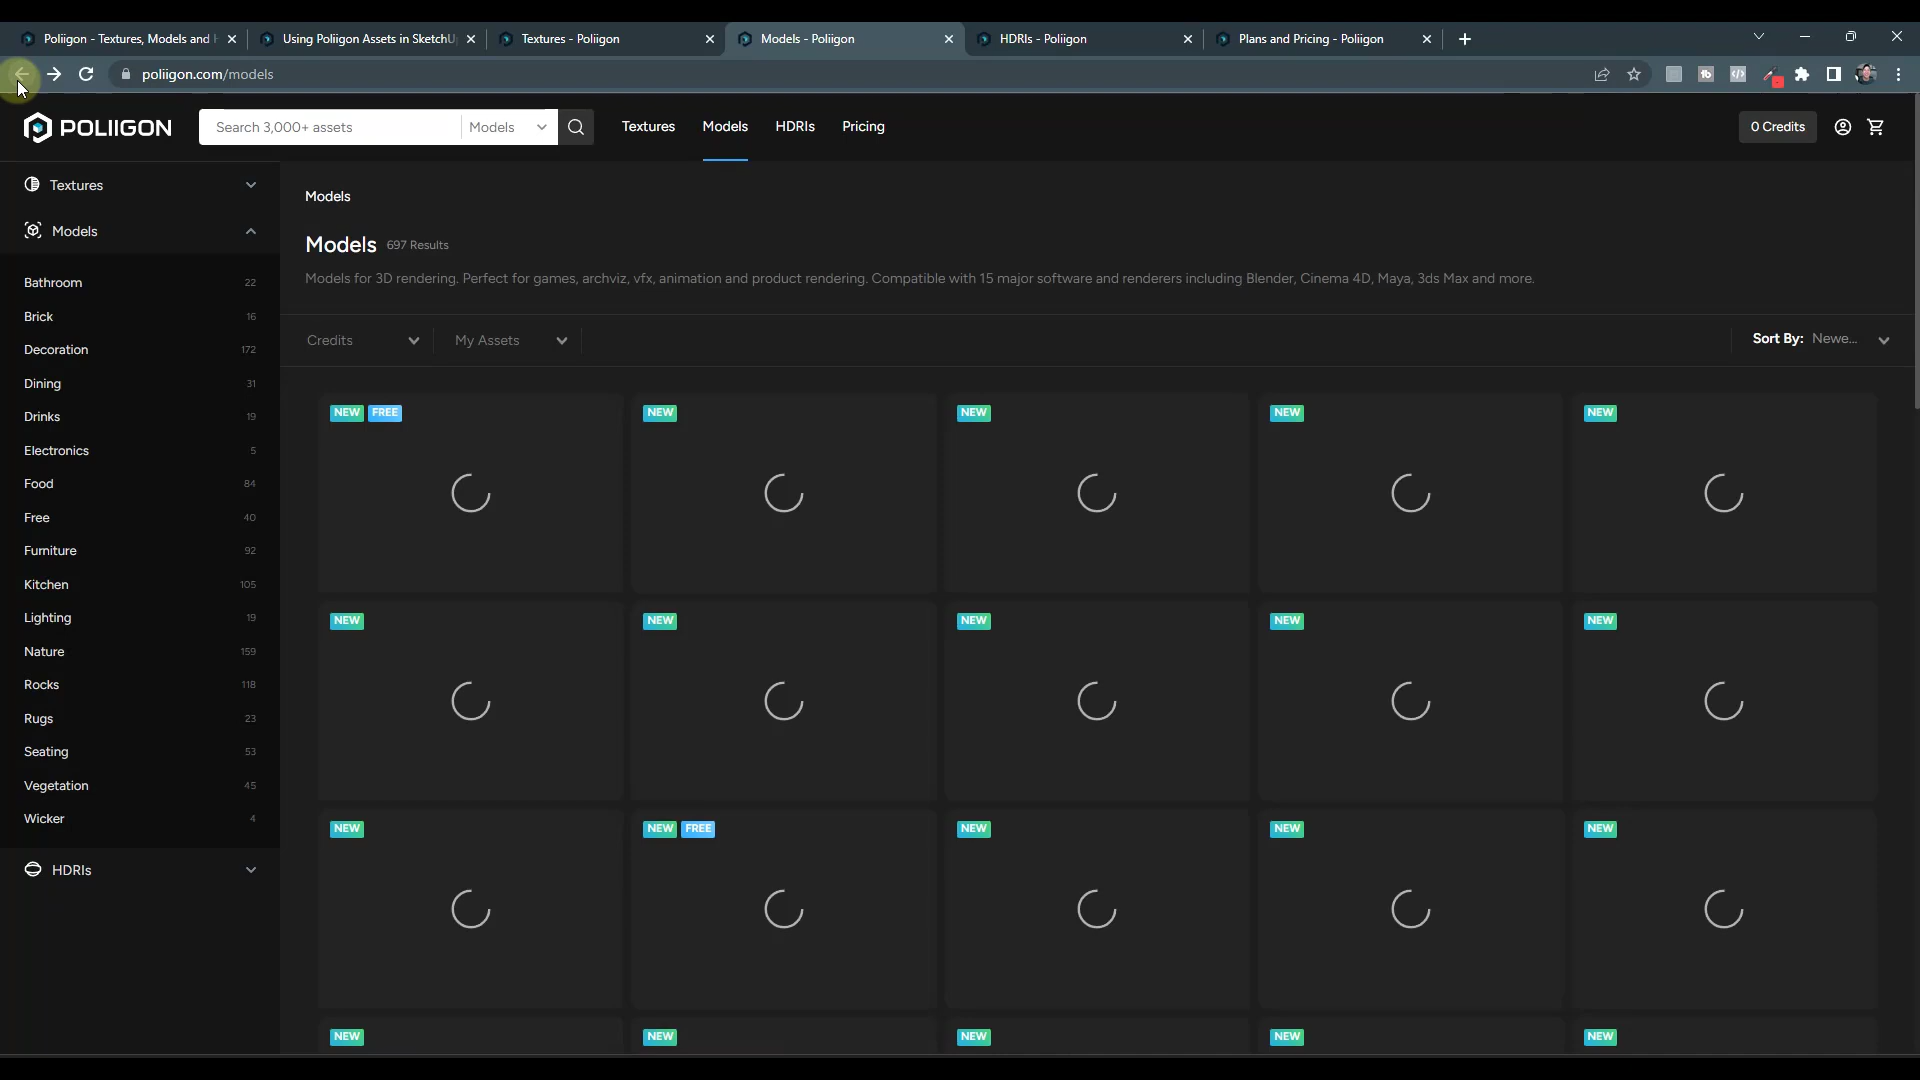 Poliigon - Textures, Models and H
Using Poliigon Assets in SketchU
Textures - Poliigon
Models - Poliigon
HDRIs - Poliigon
Plans and Pricing - Poliigon
poliigon.com/models
POLIIGON
Search 3,000+ assets
Models
Textures
Models
HDRIs
Pricing
0 Credits
Textures
Models
Bathroom 22
Brick 16
Decoration 172
Dining 31
Drinks 19
Electronics 5
Food 84
Free 40
Furniture 92
Kitchen 105
Lighting 19
Nature 159
Rocks 118
Rugs 23
Seating 53
Vegetation 45
Wicker 4
HDRIs
Models
Models 697 Results
Models for 3D rendering. Perfect for games, archviz, vfx, animation and product rendering. Compatible with 15 major software and renderers including Blender, Cinema 4D, Maya, 3ds Max and more.
Credits
My Assets
Sort By: Newe...
NEW FREE NEW NEW NEW NEW
NEW NEW NEW NEW NEW
NEW NEW FREE NEW NEW NEW
NEW NEW NEW NEW NEW